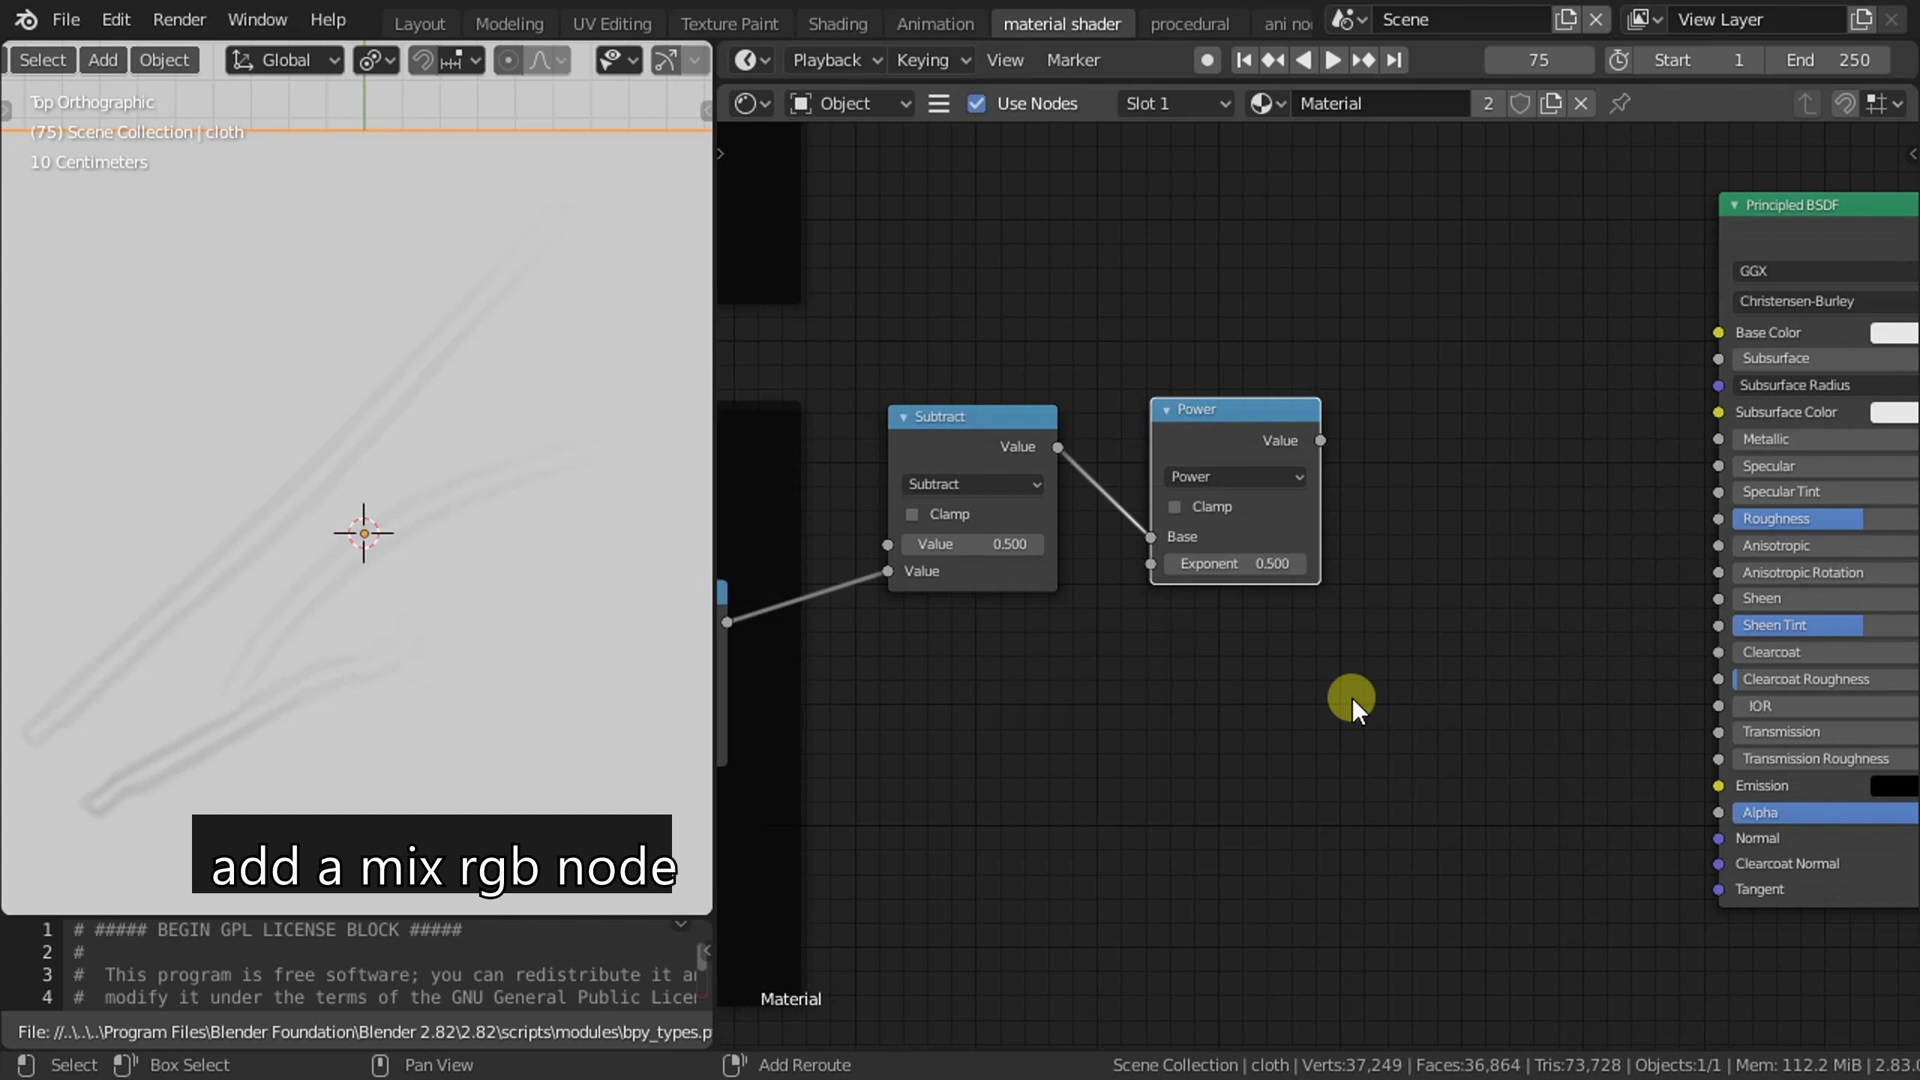 File Edit Render Window Help Layout Modeling UV Editing Texture Paint Shading Animation material shader procedural ani no Scene View Layer
Select Add Object Global Playback Keying View Marker 75 Start 1 End 250
Object Use Nodes Slot 1 Material 2
Top Orthographic
(75) Scene Collection | cloth
10 Centimeters
Subtract
Value
Subtract
Clamp
Value 0.500
Value
Power
Value
Power
Clamp
Base
Exponent 0.500
Principled BSDF
GGX
Christensen-Burley
Base Color
Subsurface
Subsurface Radius
Subsurface Color
Metallic
Specular
Specular Tint
Roughness
Anisotropic
Anisotropic Rotation
Sheen
Sheen Tint
Clearcoat
Clearcoat Roughness
IOR
Transmission
Transmission Roughness
Emission
Alpha
Normal
Clearcoat Normal
Tangent
add a mix rgb node
1 # ##### BEGIN GPL LICENSE BLOCK #####
2 #
3 # This program is free software; you can redistribute it
4 # modify it under the terms of the GNU General Public
Material
File: //..\..\..\Program Files\Blender Foundation\Blender 2.82\2.82\scripts\modules\bpy_types.p
Select Box Select Pan View Add Reroute Scene Collection | cloth | Verts:37,249 | Faces:36,864 | Tris:73,728 | Objects:1/1 | Mem: 112.2 MiB | 2.83.